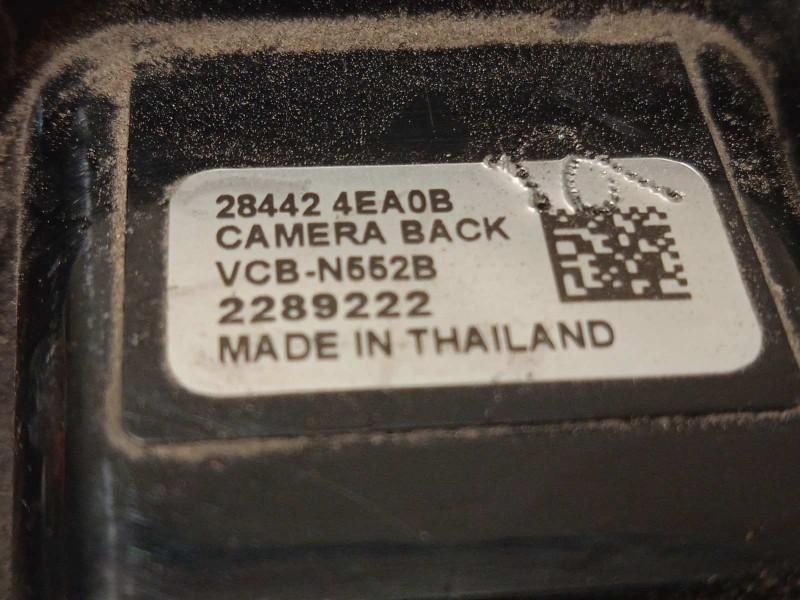 28442 4EA0B
CAMERA BACK
VCB-N552B
2289222
MADE IN THAILAND